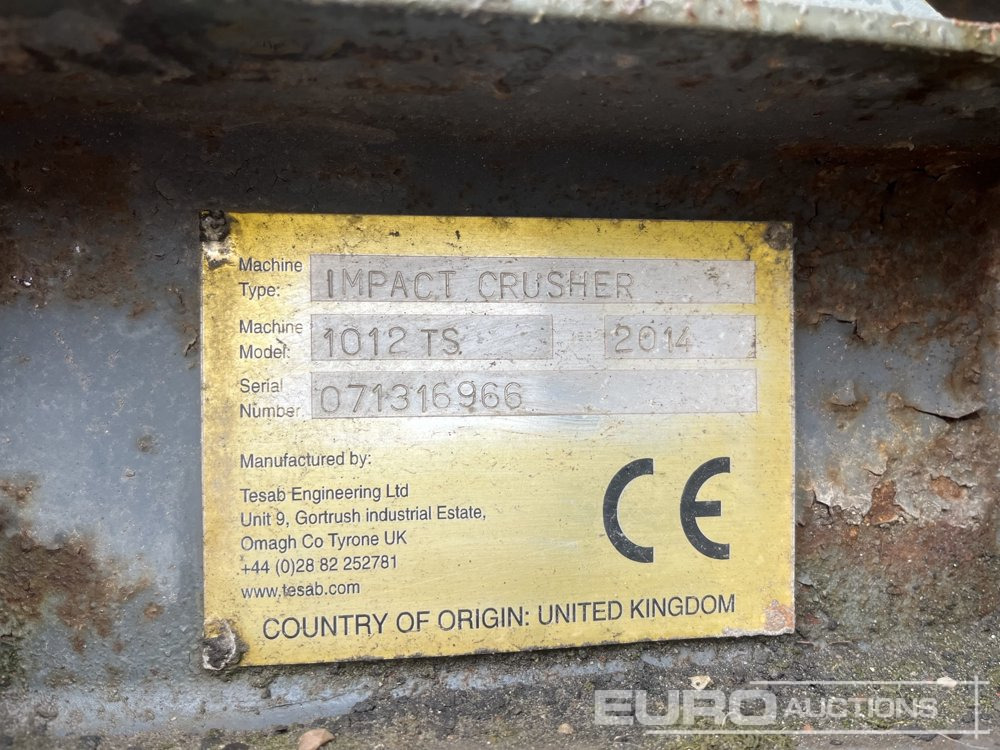 Machine Type: IMPACT CRUSHER
Machine Model: 1012 TS 2014
Serial Number 071316966
Manufactured by:
Tesab Engineering Ltd
Unit 9, Gortrush industrial Estate,
Omagh Co Tyrone UK
+44 (0)28 82 252781
www.tesab.com
CE
COUNTRY OF ORIGIN: UNITED KINGDOM
EURO AUCTIONS